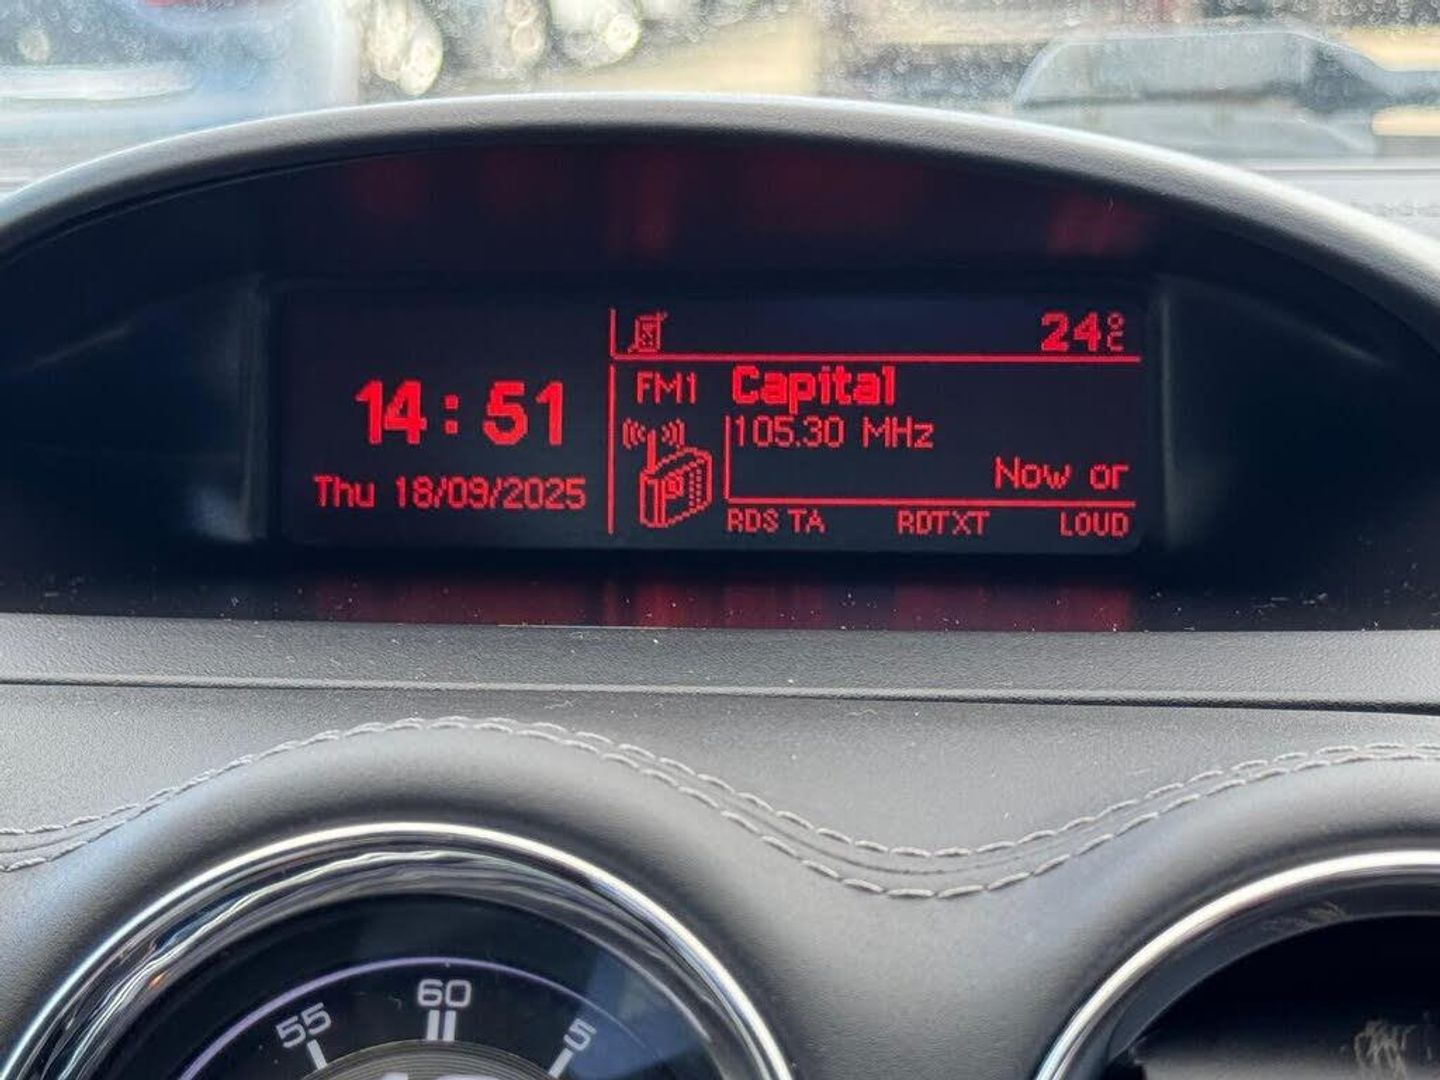 24°C
14:51
Thu 18/09/2025
FM1 Capital
105.30 MHz
Now or
RDS TA RDTXT LOUD
55 60 5